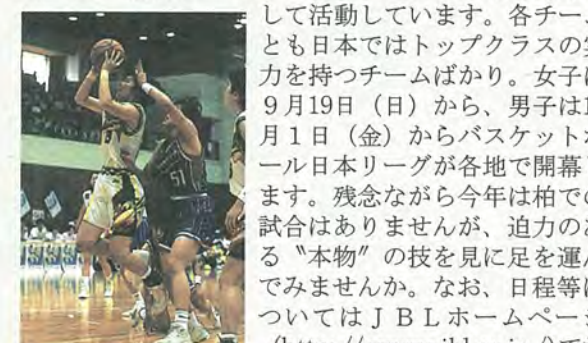 して活動しています。各チー
とも日本ではトップクラスの
力を持つチームばかり。女子
９月19日（日）から、男子は
月１日（金）からバスケット
ール日本リーグが各地で開幕
ます。残念ながら今年は柏で
試合はありませんが、迫力の
る〝本物〟の技を見に足を運
でみませんか。なお、日程等
ついてはＪＢＬホームペー
51